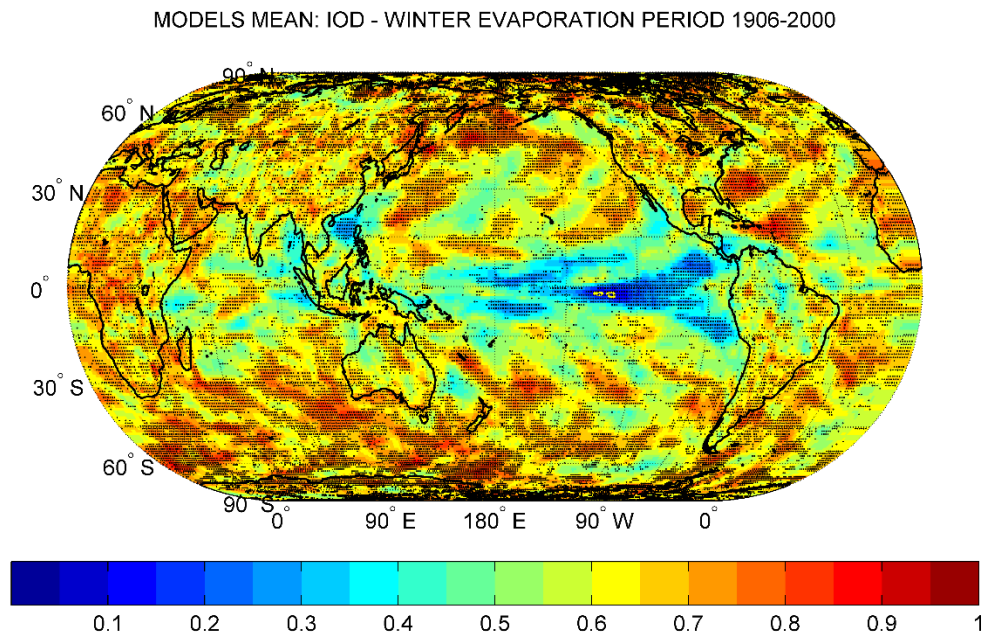 MODELS MEAN: IOD - WINTER EVAPORATION PERIOD 1906-2000
90° N
60° N
30° N
0°
30° S
60° S
90° S
0° 90° E 180° E 90° W 0°
0.1 0.2 0.3 0.4 0.5 0.6 0.7 0.8 0.9 1